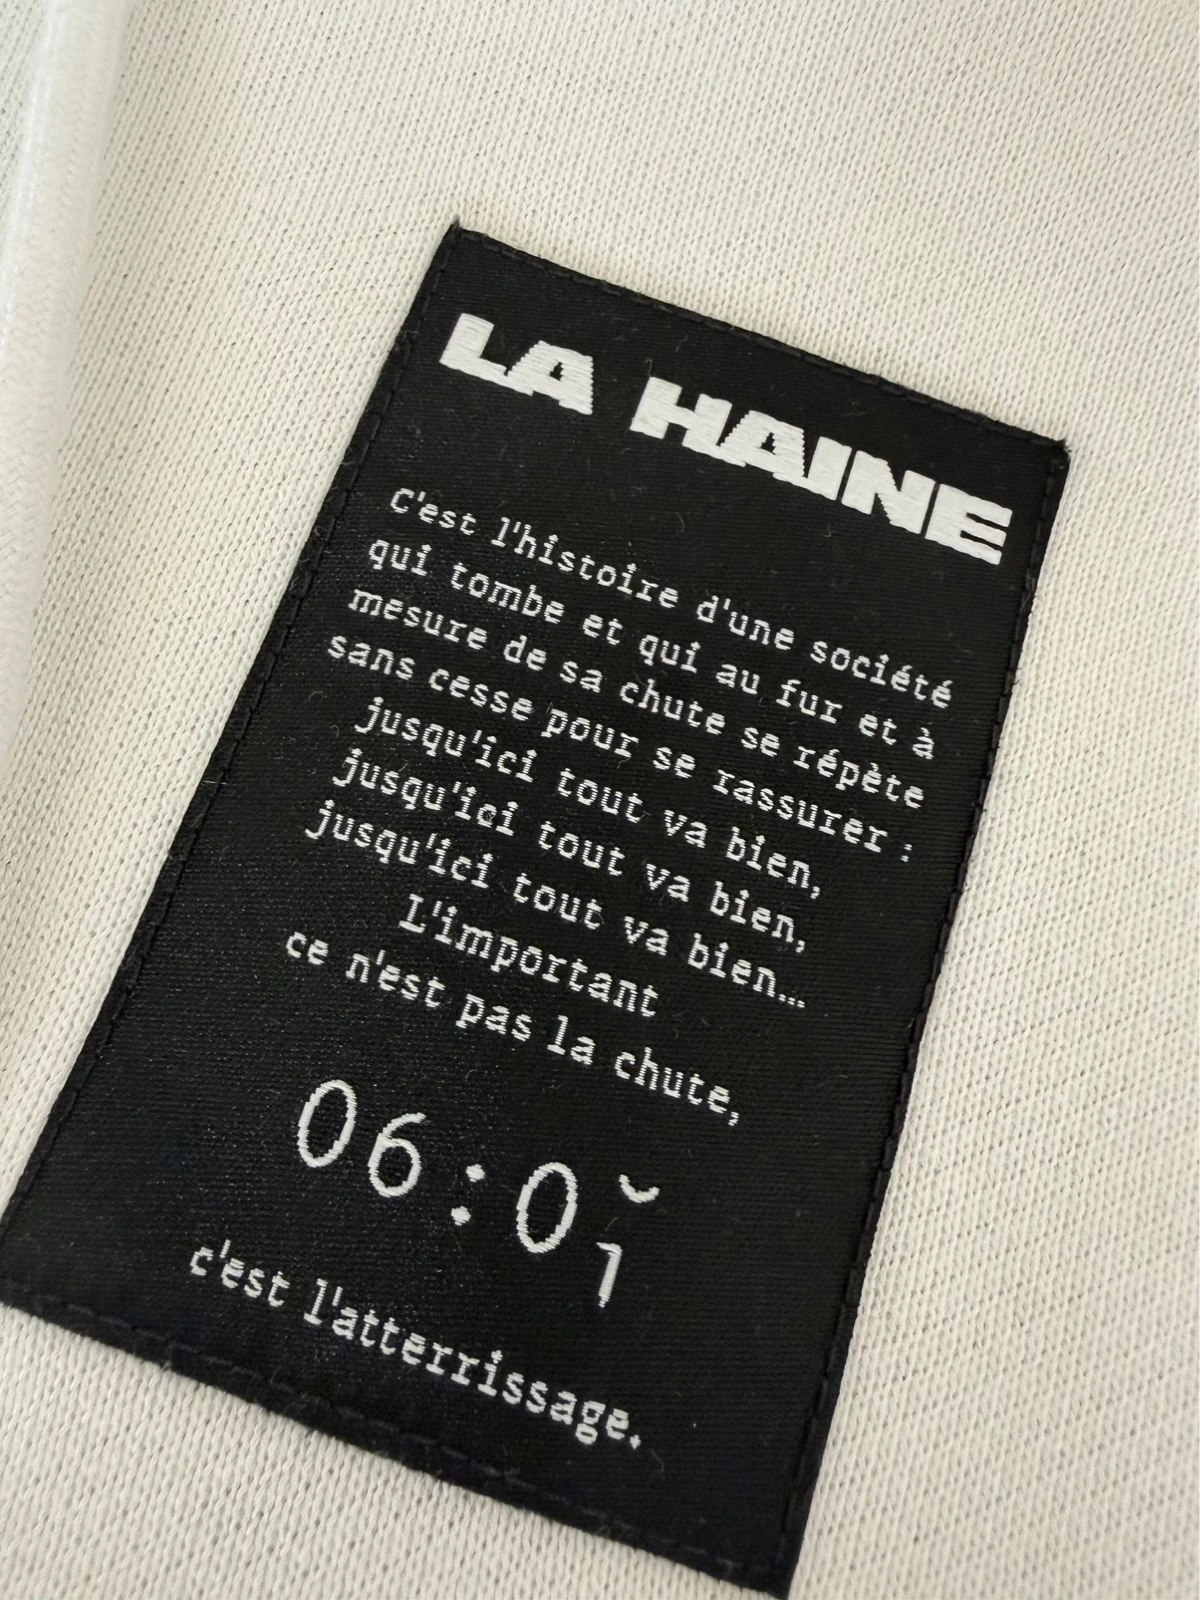 LA HAINE
C'est l'histoire d'une société
qui tombe et qui au fur et à
mesure de sa chute se répète
sans cesse pour se rassurer :
jusqu'ici tout va bien,
jusqu'ici tout va bien,
jusqu'ici tout va bien...
L'important
ce n'est pas la chute,
06:01
c'est l'atterrissage.